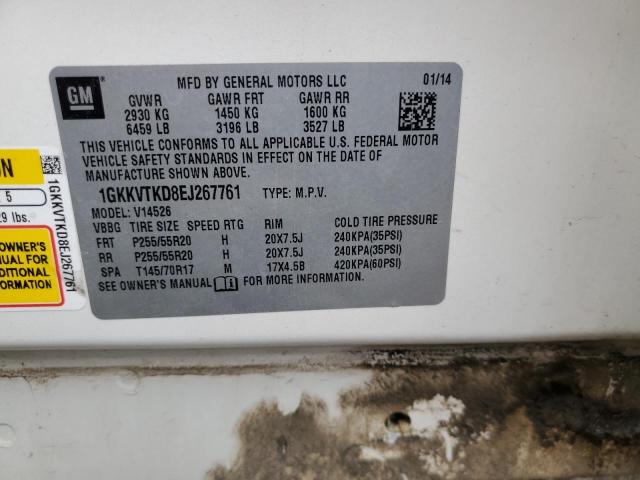 GM
MFD BY GENERAL MOTORS LLC 01/14
GVWR GAWR FRT GAWR RR
2930 KG 1450 KG 1600 KG
6459 LB 3196 LB 3527 LB
THIS VEHICLE CONFORMS TO ALL APPLICABLE U.S. FEDERAL MOTOR
VEHICLE SAFETY STANDARDS IN EFFECT ON THE DATE OF
MANUFACTURE SHOWN ABOVE.
1GKKVTKD8EJ267761 TYPE: M.P.V.
MODEL: V14526
VBBG TIRE SIZE SPEED RTG RIM COLD TIRE PRESSURE
FRT P255/55R20 H 20X7.5J 240KPA(35PSI)
RR P255/55R20 H 20X7.5J 240KPA(35PSI)
SPA T145/70R17 M 17X4.5B 420KPA(60PSI)
SEE OWNER'S MANUAL FOR MORE INFORMATION.
ON
5
29 lbs.
OWNER'S
MANUAL FOR
ADDITIONAL
INFORMATION
1GKKVTKD8EJ267761